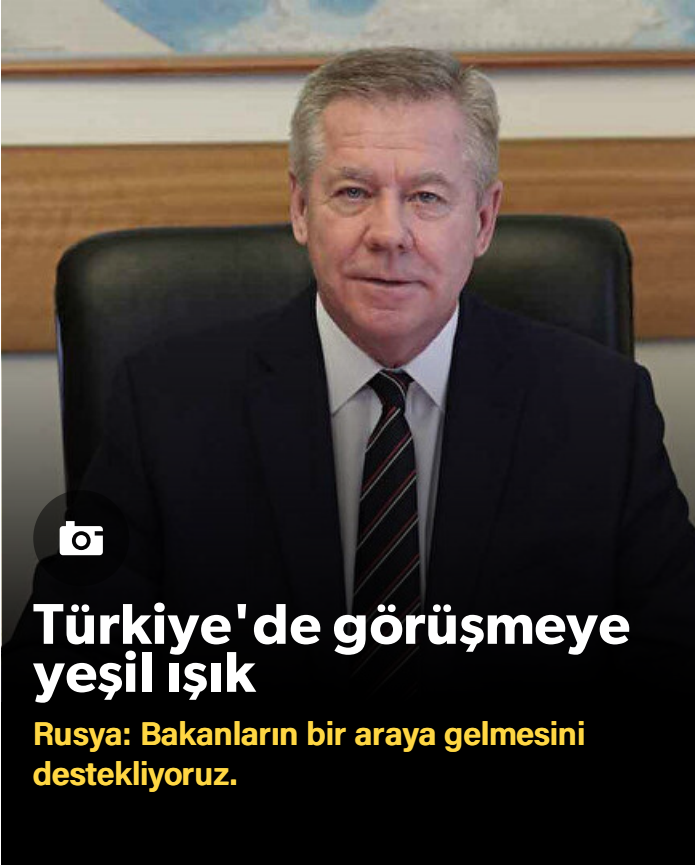 Türkiye'de görüşmeye
yeşil ışık
Rusya: Bakanların bir araya gelmesini
destekliyoruz.